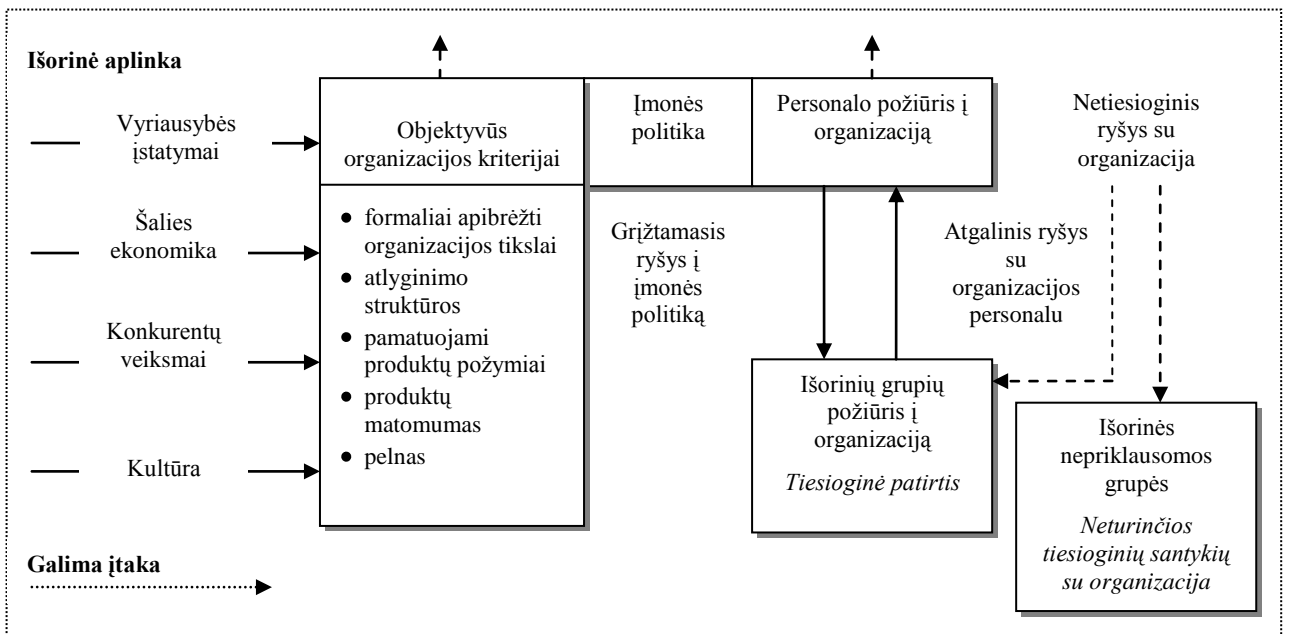 Išorinė aplinka
Vyriausybės
įstatymai
Šalies
ekonomika
Konkurentų
veiksmai
Kultūra
Galima įtaka
Objektyvūs
organizacijos kriterijai
● formaliai apibrėžti
organizacijos tikslai
● atlyginimo
struktūros
● pamatuojami
produktų požymiai
● produktų
matomumas
● pelnas
Įmonės
politika
Grįžtamasis
ryšys į
įmonės
politiką
Personalo požiūris į
organizaciją
Atgalinis ryšys
su
organizacijos
personalu
Išorinių grupių
požiūris į
organizaciją
Tiesioginė patirtis
Netiesioginis
ryšys su
organizacija
Išorinės
nepriklausomos
grupės
Neturinčios
tiesioginių santykių
su organizacija